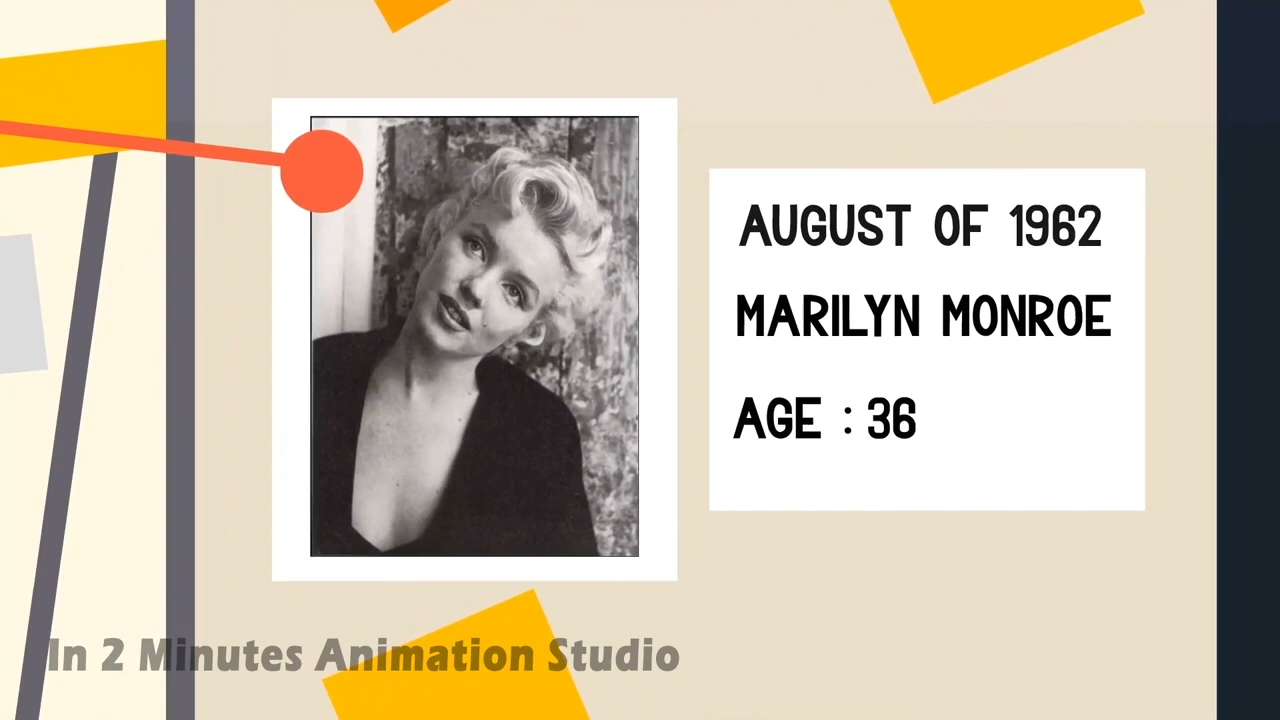 AUGUST OF 1962
MARILYN MONROE
AGE : 36
In 2 Minutes Animation Studio